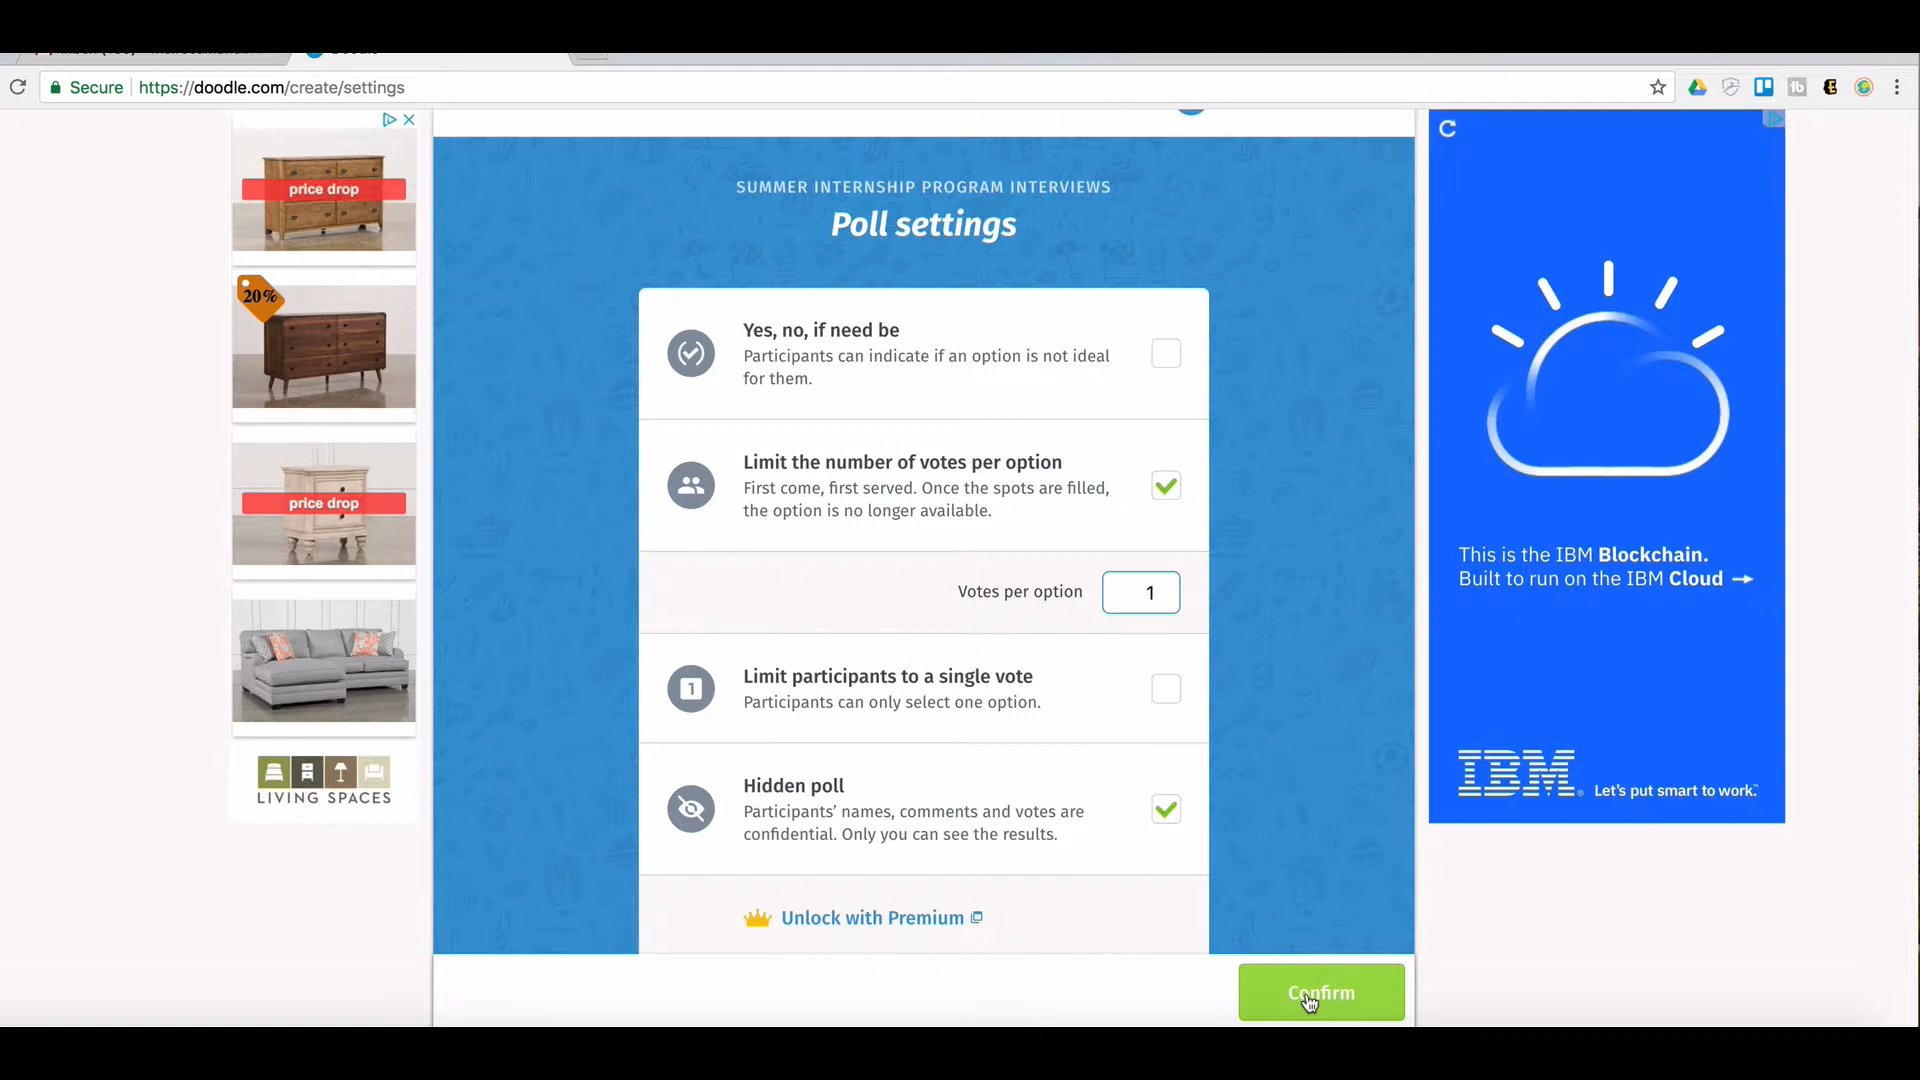 Secure https://doodle.com/create/settings
price drop
20%
price drop
LIVING SPACES
SUMMER INTERNSHIP PROGRAM INTERVIEWS
Poll settings
Yes, no, if need be
Participants can indicate if an option is not ideal
for them.
Limit the number of votes per option
First come, first served. Once the spots are filled,
the option is no longer available.
Votes per option 1
1 Limit participants to a single vote
Participants can only select one option.
Hidden poll
Participants’ names, comments and votes are
confidential. Only you can see the results.
Unlock with Premium
Confirm
This is the IBM Blockchain.
Built to run on the IBM Cloud →
IBM® Let’s put smart to work.™